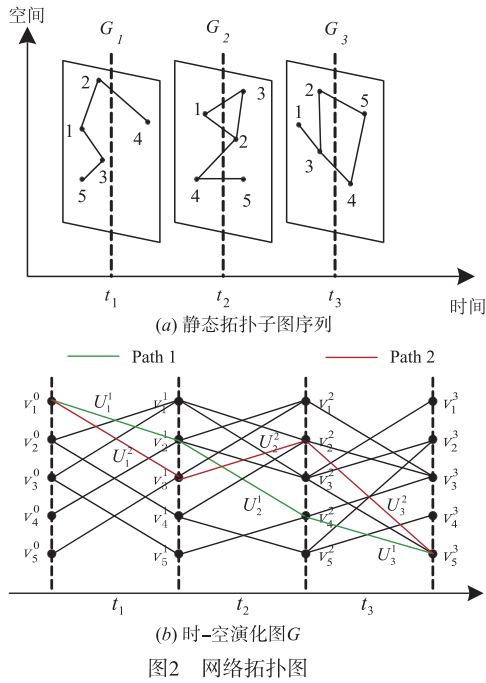 空间
G₁ G₂ G₃
2 1 3 4 5
1 3 2 4 5
2 5 1 3 4
t₁ t₂ t₃ 时间
(a) 静态拓扑子图序列
Path 1 Path 2
v₁⁰ U₁¹ v₁¹ v₁² v₁³
v₂⁰ v₂¹ U₂² v₂² v₂³
v₃⁰ U₁² v₃¹ v₃² v₃³
v₄⁰ v₄¹ U₂¹ v₄² U₃² v₄³
v₅⁰ v₅¹ v₅² U₃¹ v₅³
t₁ t₂ t₃
(b) 时-空演化图G
图2 网络拓扑图